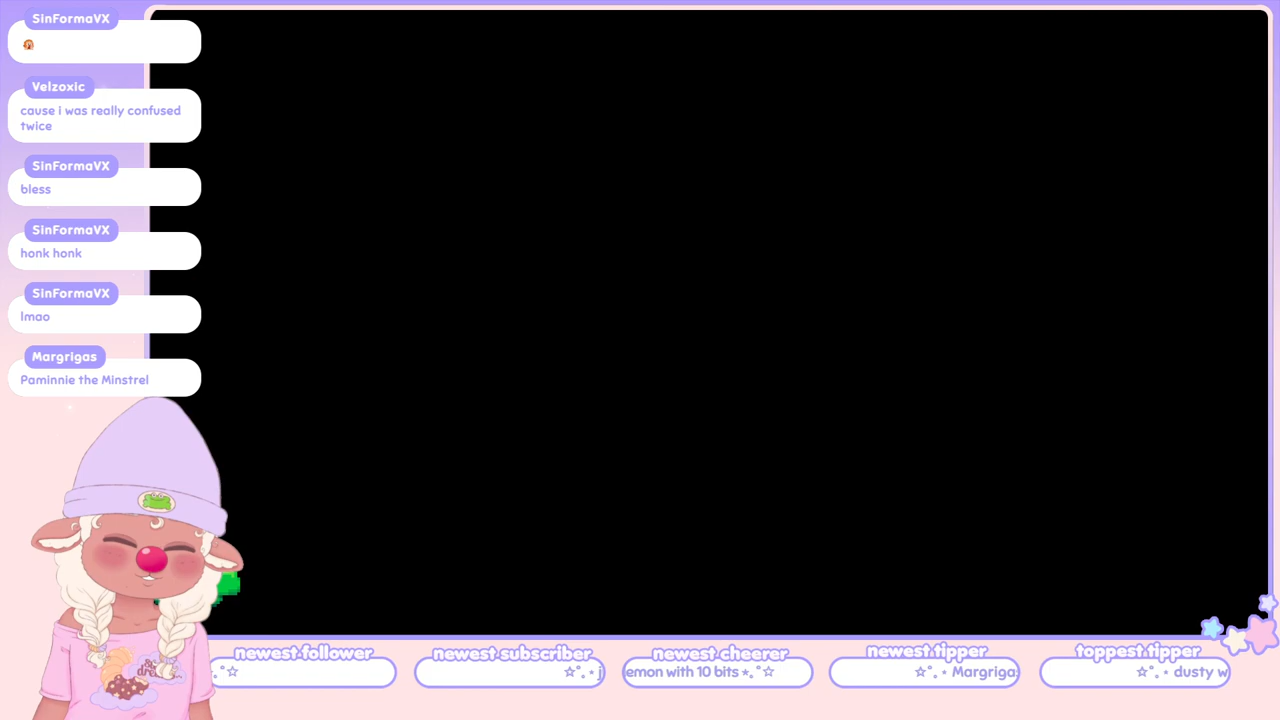 SinFormaVX
Velzoxic
cause i was really confused
twice
SinFormaVX
bless
SinFormaVX
honk honk
SinFormaVX
lmao
Margrigas
Paminnie the Minstrel
newest follower
newest subscriber
newest cheerer
newest tipper
toppest tipper
.˚☆
☆˚.⋆ j
emon with 10 bits ⋆.˚☆
☆˚.⋆ Margrigas
☆˚.⋆ dusty w